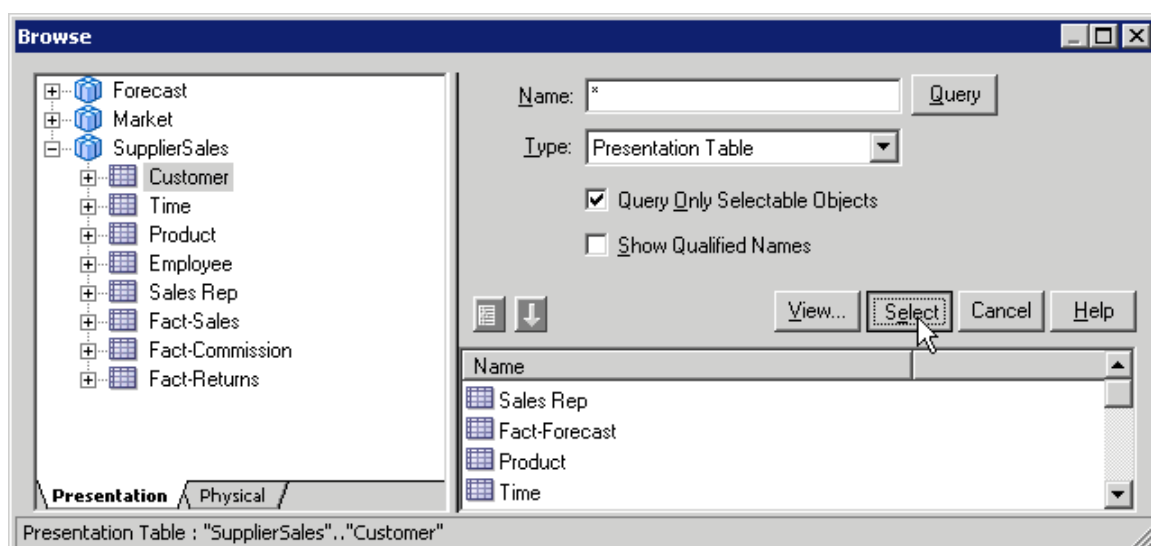 Browse
Forecast
Market
SupplierSales
Customer
Time
Product
Employee
Sales Rep
Fact-Sales
Fact-Commission
Fact-Returns
Presentation
Physical
Name: *
Query
Type: Presentation Table
Query Only Selectable Objects
Show Qualified Names
View... Select Cancel Help
Name
Sales Rep
Fact-Forecast
Product
Time
Presentation Table : "SupplierSales".."Customer"